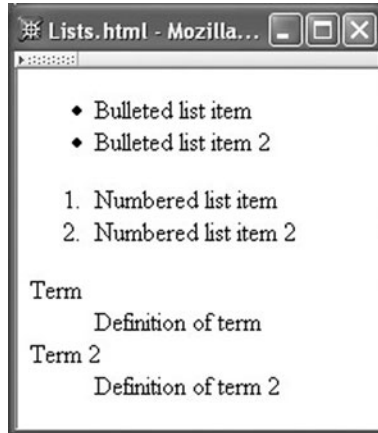 Lists.html - Mozilla...
• Bulleted list item
• Bulleted list item 2
1. Numbered list item
2. Numbered list item 2
Term
Definition of term
Term 2
Definition of term 2